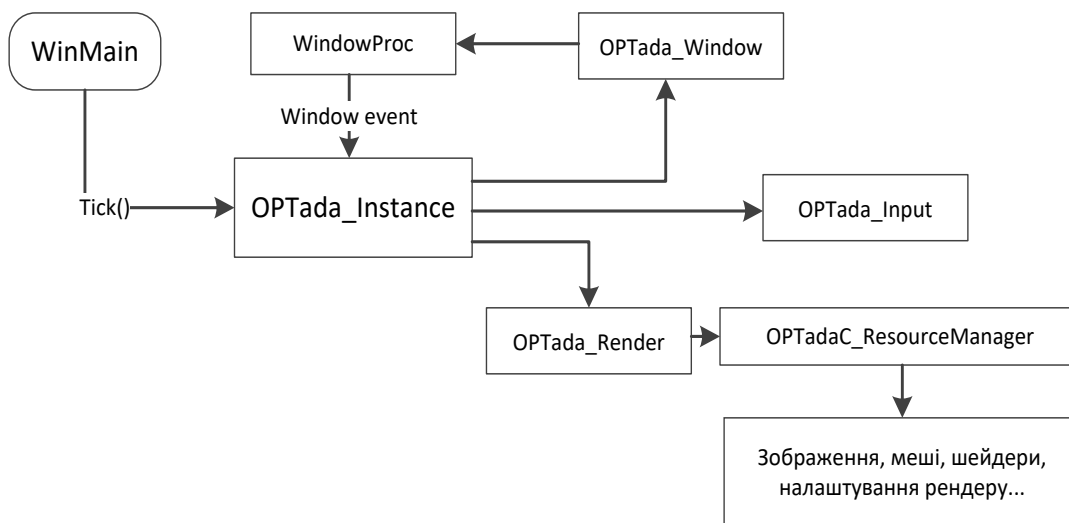 WinMain
WindowProc
OPTada_Window
Window event
OPTada_Instance
Tick()
OPTada_Input
OPTada_Render
OPTadaC_ResourceManager
Зображення, меші, шейдери,
налаштування рендеру...